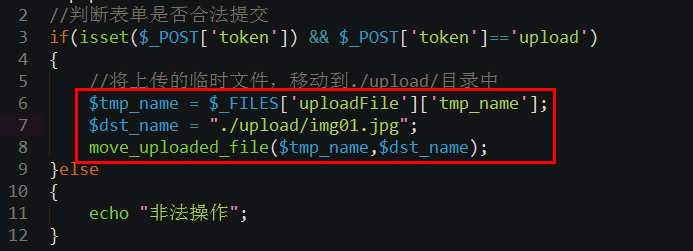 2 //判断表单是否合法提交
3 if(isset($_POST['token']) && $_POST['token']=='upload')
4 {
5 //将上传的临时文件，移动到./upload/目录中
6 $tmp_name = $_FILES['uploadFile']['tmp_name'];
7 $dst_name = "./upload/img01.jpg";
8 move_uploaded_file($tmp_name,$dst_name);
9 }else
10 {
11 echo "非法操作";
12 }